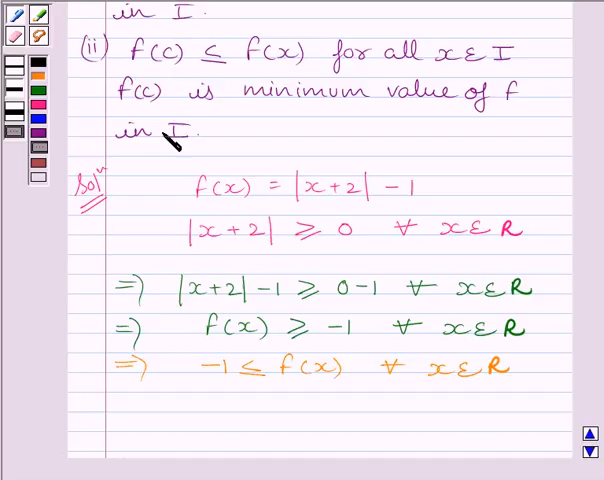 in I.
(ii) f(c) ≤ f(x) for all x ε I
f(c) is minimum value of f
in I.
Solⁿ f(x) = |x+2| - 1
|x+2| ≥ 0 ∀ x ε R
⇒ |x+2| - 1 ≥ 0 - 1 ∀ x ε R
⇒ f(x) ≥ -1 ∀ x ε R
⇒ -1 ≤ f(x) ∀ x ε R